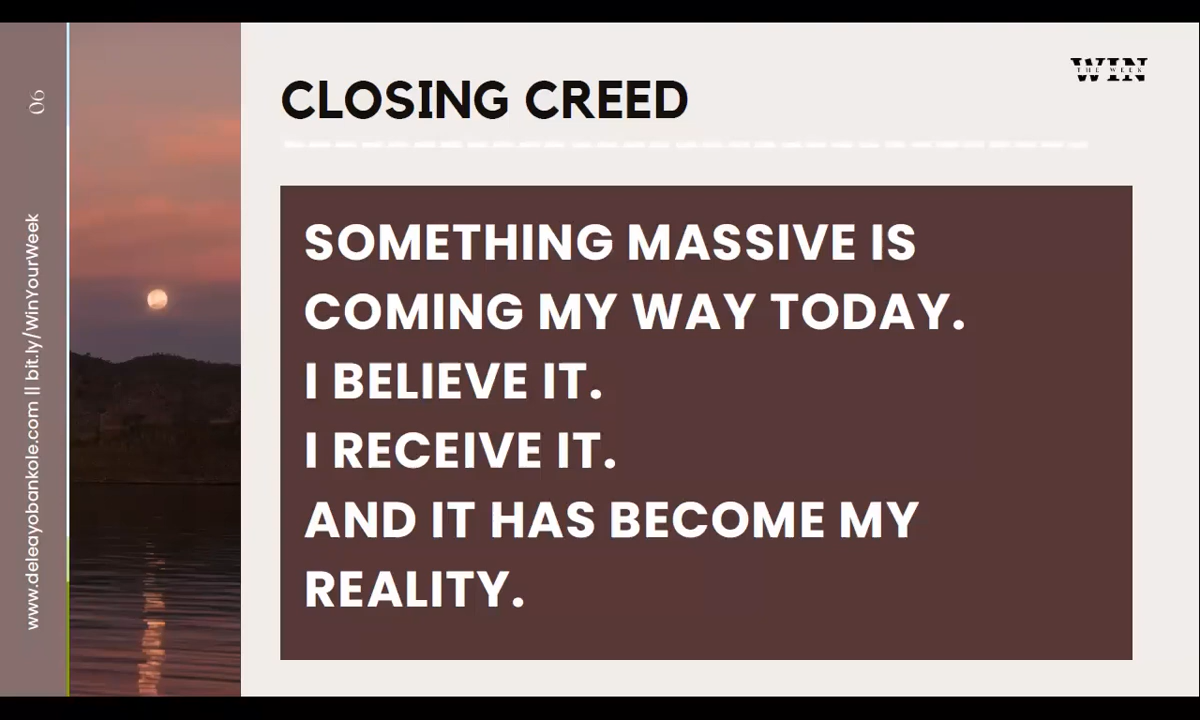 06
www.deleayobankole.com || bit.ly/WinYourWeek
CLOSING CREED
WIN
THE WEEK
SOMETHING MASSIVE IS
COMING MY WAY TODAY.
I BELIEVE IT.
I RECEIVE IT.
AND IT HAS BECOME MY
REALITY.